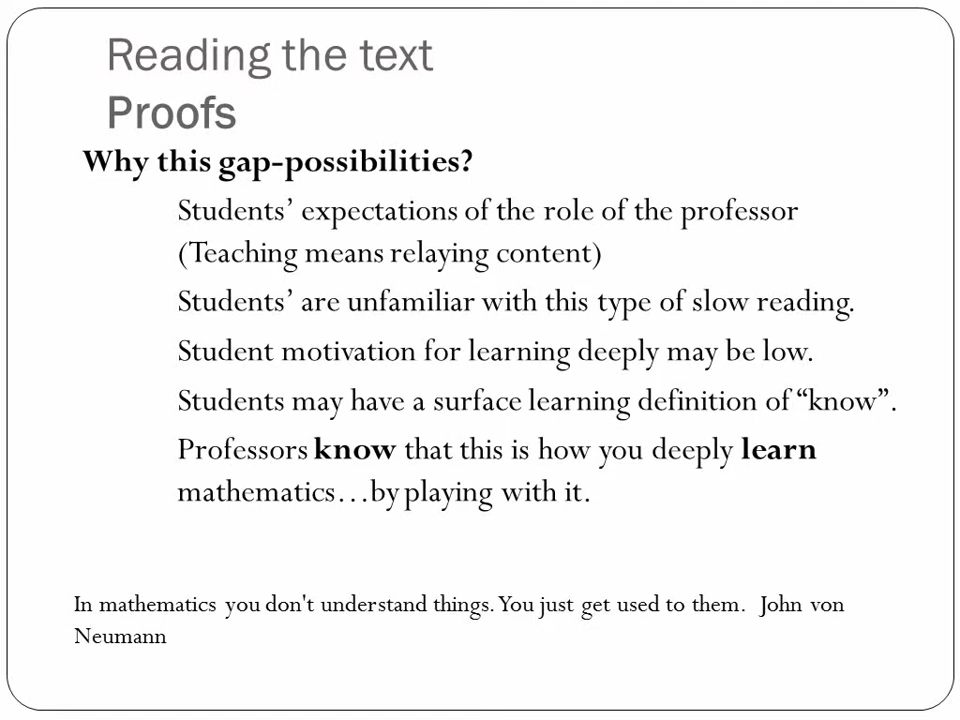 Reading the text
Proofs
Why this gap-possibilities?
Students’ expectations of the role of the professor
(Teaching means relaying content)
Students’ are unfamiliar with this type of slow reading.
Student motivation for learning deeply may be low.
Students may have a surface learning definition of “know”.
Professors know that this is how you deeply learn
mathematics…by playing with it.
In mathematics you don't understand things. You just get used to them.  John von
Neumann